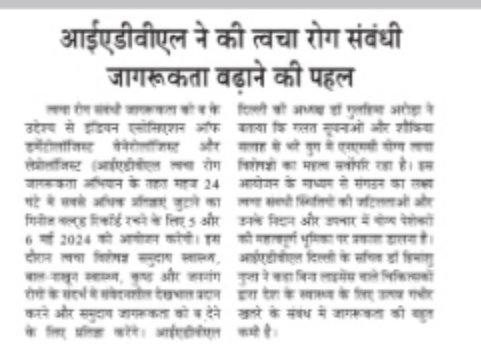 आईएडीवीएल ने की त्वचा रोग संबंधी
जागरूकता बढ़ाने की पहल
त्वचा रोग संबंधी जागरूकता को व के
उद्देश्य से इंडियन एसोसिएशन ऑफ
डर्मेटोलॉजिस्ट वेनेरोलॉजिस्ट और
लेप्रोलॉजिस्ट (आईएडीवीएल त्वचा रोग
जागरूकता अभियान के तहत महज 24
घंटे में सबसे अधिक प्रतिज्ञाएं जुटाने का
गिनीज वल्र्ड रिकॉर्ड रचने के लिए 5 और
6 मई 2024 को आयोजन करेगी। इस
दौरान त्वचा विशेषज्ञ समुदाय स्वास्थ्य,
बाल-नाखून स्वास्थ्य, कुष्ठ और जननांग
रोगों के संदर्भ में संवेदनशील देखभाल प्रदान
करने और समुदाय जागरूकता को व देने
के लिए प्रतिज्ञा करेंगे। आईएडीवीएल
दिल्ली की अध्यक्ष डॉ गुलहिमा अरोड़ा ने
बताया कि गलत सूचनाओं और शौकिया
सलाह से भरे युग में एमएमसी योग्य त्वचा
विशेषज्ञों का महत्व सर्वोपरि रहा है। इस
आयोजन के माध्यम से संगठन का लक्ष्य
त्वचा संबंधी स्थितियों की जटिलताओं और
उनके निदान और उपचार में योग्य पेशेवरों
की महत्वपूर्ण भूमिका पर प्रकाश डालना है।
आईएडीवीएल दिल्ली के सचिव डॉ हिमांशु
गुप्ता ने कहा बिना लाइसेंस वाले चिकित्सकों
द्वारा देश के स्वास्थ्य के लिए उत्पन्न गंभीर
खतरे के संबंध में जागरूकता की बहुत
कमी है।